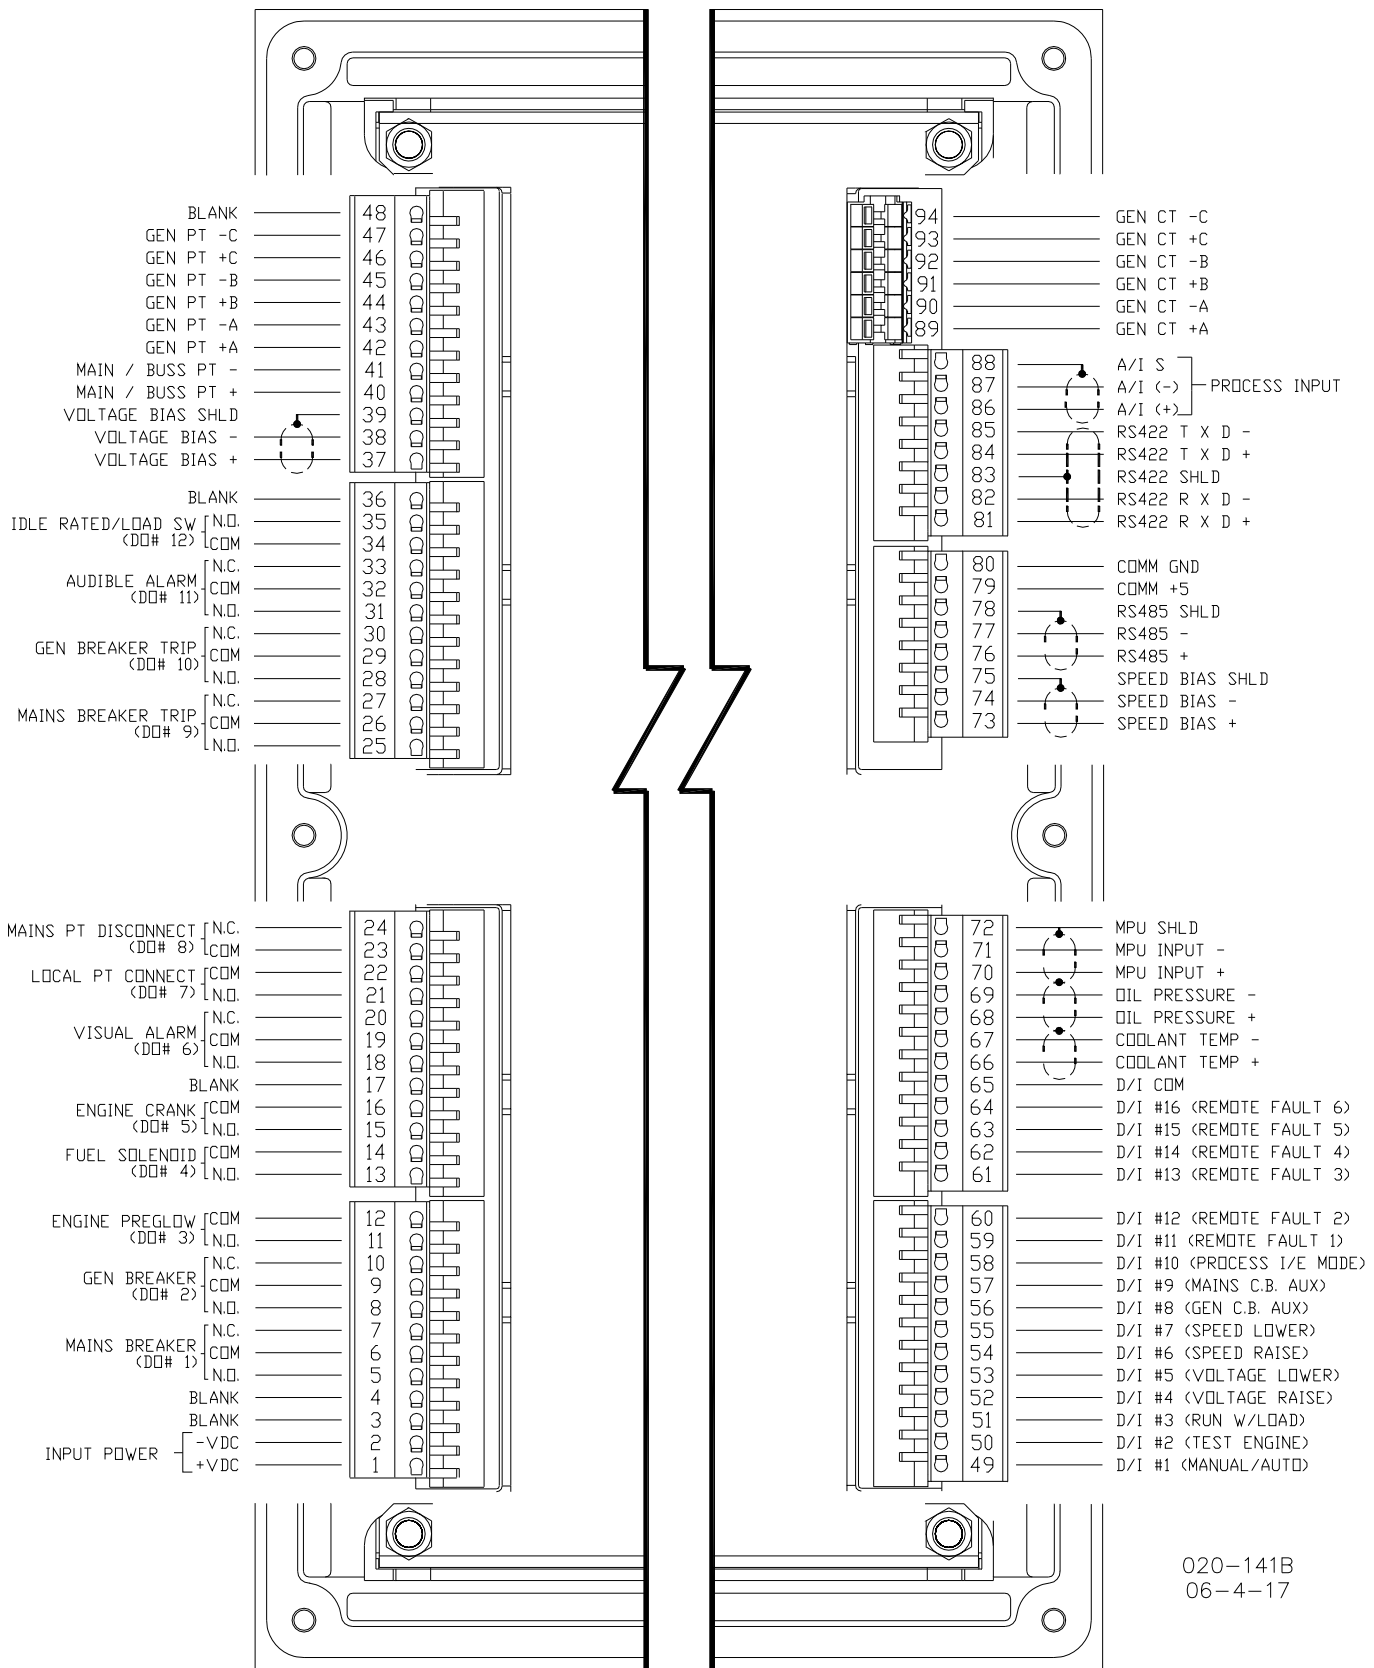 BLANK 48
GEN PT -C 47
GEN PT +C 46
GEN PT -B 45
GEN PT +B 44
GEN PT -A 43
GEN PT +A 42
MAIN / BUSS PT - 41
MAIN / BUSS PT + 40
VOLTAGE BIAS SHLD 39
VOLTAGE BIAS - 38
VOLTAGE BIAS + 37
BLANK 36
IDLE RATED/LOAD SW
(DO# 12)
N.O. 35
COM 34
AUDIBLE ALARM
(DO# 11)
N.C. 33
COM 32
N.O. 31
GEN BREAKER TRIP
(DO# 10)
N.C. 30
COM 29
N.O. 28
MAINS BREAKER TRIP
(DO# 9)
N.C. 27
COM 26
N.O. 25
MAINS PT DISCONNECT
(DO# 8)
N.C. 24
COM 23
LOCAL PT CONNECT
(DO# 7)
COM 22
N.O. 21
VISUAL ALARM
(DO# 6)
N.C. 20
COM 19
N.O. 18
BLANK 17
ENGINE CRANK
(DO# 5)
COM 16
N.O. 15
FUEL SOLENOID
(DO# 4)
COM 14
N.O. 13
ENGINE PREGLOW
(DO# 3)
COM 12
N.O. 11
GEN BREAKER
(DO# 2)
N.C. 10
COM 9
N.O. 8
MAINS BREAKER
(DO# 1)
N.C. 7
COM 6
N.O. 5
BLANK 4
BLANK 3
INPUT POWER
-VDC 2
+VDC 1
94 GEN CT -C
93 GEN CT +C
92 GEN CT -B
91 GEN CT +B
90 GEN CT -A
89 GEN CT +A
88 A/I S
87 A/I (-)
86 A/I (+)
PROCESS INPUT
85 RS422 T X D -
84 RS422 T X D +
83 RS422 SHLD
82 RS422 R X D -
81 RS422 R X D +
80 COMM GND
79 COMM +5
78 RS485 SHLD
77 RS485 -
76 RS485 +
75 SPEED BIAS SHLD
74 SPEED BIAS -
73 SPEED BIAS +
72 MPU SHLD
71 MPU INPUT -
70 MPU INPUT +
69 OIL PRESSURE -
68 OIL PRESSURE +
67 COOLANT TEMP -
66 COOLANT TEMP +
65 D/I COM
64 D/I #16 (REMOTE FAULT 6)
63 D/I #15 (REMOTE FAULT 5)
62 D/I #14 (REMOTE FAULT 4)
61 D/I #13 (REMOTE FAULT 3)
60 D/I #12 (REMOTE FAULT 2)
59 D/I #11 (REMOTE FAULT 1)
58 D/I #10 (PROCESS I/E MODE)
57 D/I #9 (MAINS C.B. AUX)
56 D/I #8 (GEN C.B. AUX)
55 D/I #7 (SPEED LOWER)
54 D/I #6 (SPEED RAISE)
53 D/I #5 (VOLTAGE LOWER)
52 D/I #4 (VOLTAGE RAISE)
51 D/I #3 (RUN W/LOAD)
50 D/I #2 (TEST ENGINE)
49 D/I #1 (MANUAL/AUTO)
020-141B
06-4-17